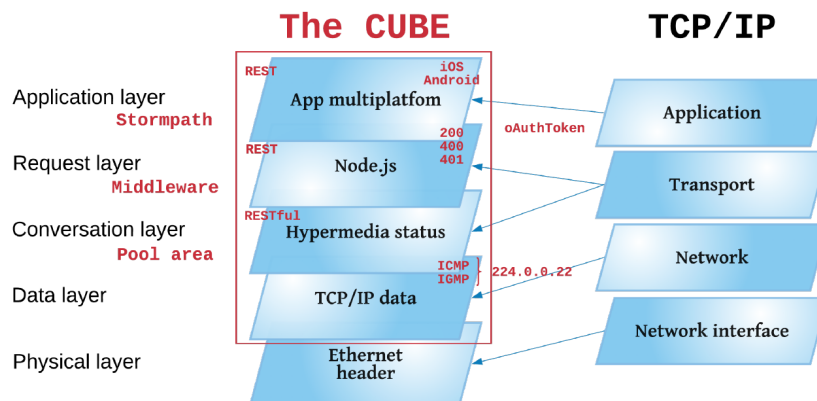 The CUBE
TCP/IP
Application layer
Stormpath
REST
iOS
Android
App multiplatfom
oAuthToken
Application
Request layer
Middleware
REST
200
400
401
Node.js
Transport
Conversation layer
Pool area
RESTful
Hypermedia status
Network
Data layer
ICMP
IGMP
224.0.0.22
TCP/IP data
Network interface
Physical layer
Ethernet
header